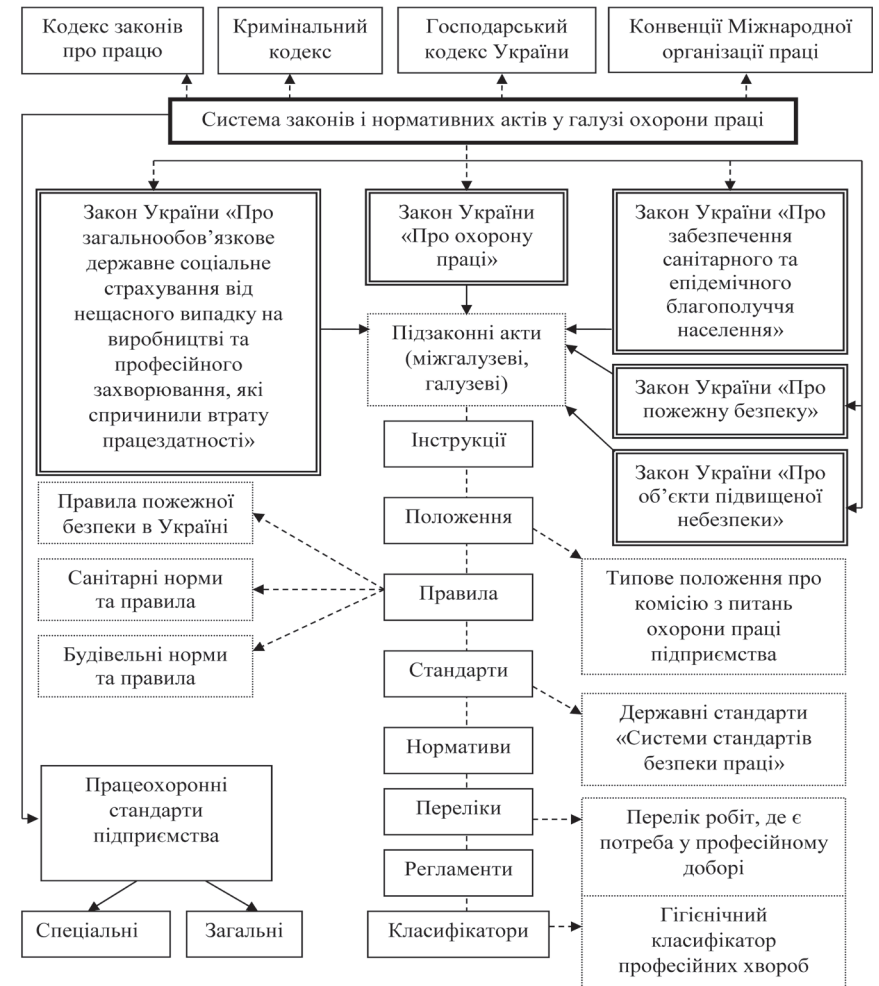 Кодекс законів
про працю
Кримінальний
кодекс
Господарський
кодекс України
Конвенції Міжнародної
організації праці
Система законів і нормативних актів у галузі охорони праці
Закон України «Про
загальнообов’язкове
державне соціальне
страхування від
нещасного випадку на
виробництві та
професійного
захворювання, які
спричинили втрату
працездатності»
Закон України
«Про охорону
праці»
Закон України «Про
забезпечення
санітарного та
епідемічного
благополуччя
населення»
Підзаконні акти
(міжгалузеві,
галузеві)
Закон України «Про
пожежну безпеку»
Закон України «Про
об’єкти підвищеної
небезпеки»
Інструкції
Положення
Правила
Стандарти
Нормативи
Переліки
Регламенти
Класифікатори
Правила пожежної
безпеки в Україні
Санітарні норми
та правила
Будівельні норми
та правила
Типове положення про
комісію з питань
охорони праці
підприємства
Державні стандарти
«Системи стандартів
безпеки праці»
Перелік робіт, де є
потреба у професійному
доборі
Гігієнічний
класифікатор
професійних хвороб
Працеохоронні
стандарти
підприємства
Спеціальні
Загальні